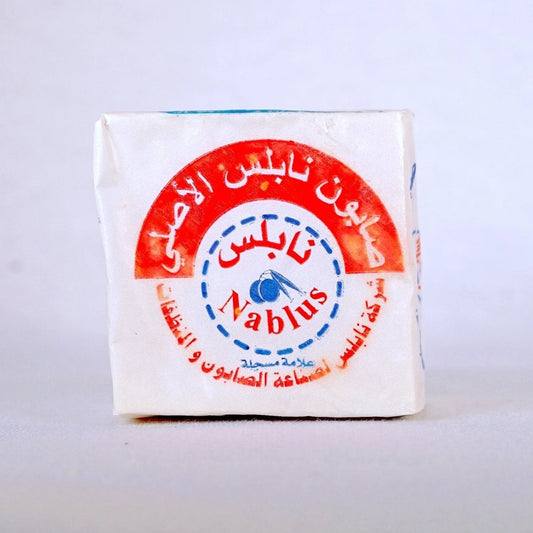 صابون نابلس الأصلي
نابلس
Nablus
علامة مسجلة
شركة نابلس لصناعة الصابون و المنظفات